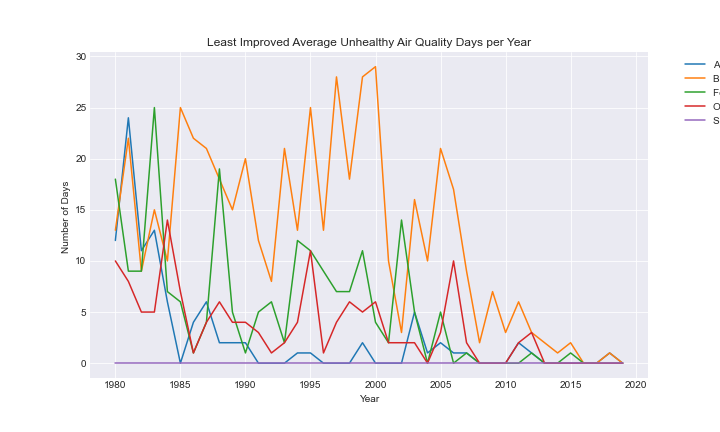 Least Improved Average Unhealthy Air Quality Days per Year
30
25
20
15
10
5
0
Number of Days
1980 1985 1990 1995 2000 2005 2010 2015 2020
Year
A
B
F
O
S